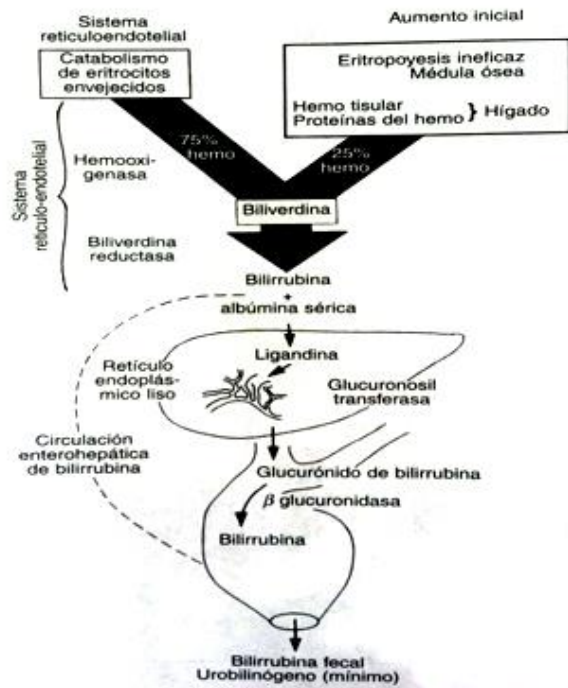 Sistema
reticuloendotelial
Catabolismo
de eritrocitos
envejecidos
Aumento inicial
Eritropoyesis ineficaz
Médula ósea
Hemo tisular
Proteínas del hemo } Hígado
75%
hemo
25%
hemo
Sistema
retículo-endotelial
Hemooxi-
genasa
Biliverdina
Biliverdina
reductasa
Bilirrubina
+
albúmina sérica
Ligandina
Retículo
endoplás-
mico liso
Glucuronosil
transferasa
Circulación
enterohepática
de bilirrubina
Glucurónido de bilirrubina
β glucuronidasa
Bilirrubina
Bilirrubina fecal
Urobilinógeno (mínimo)